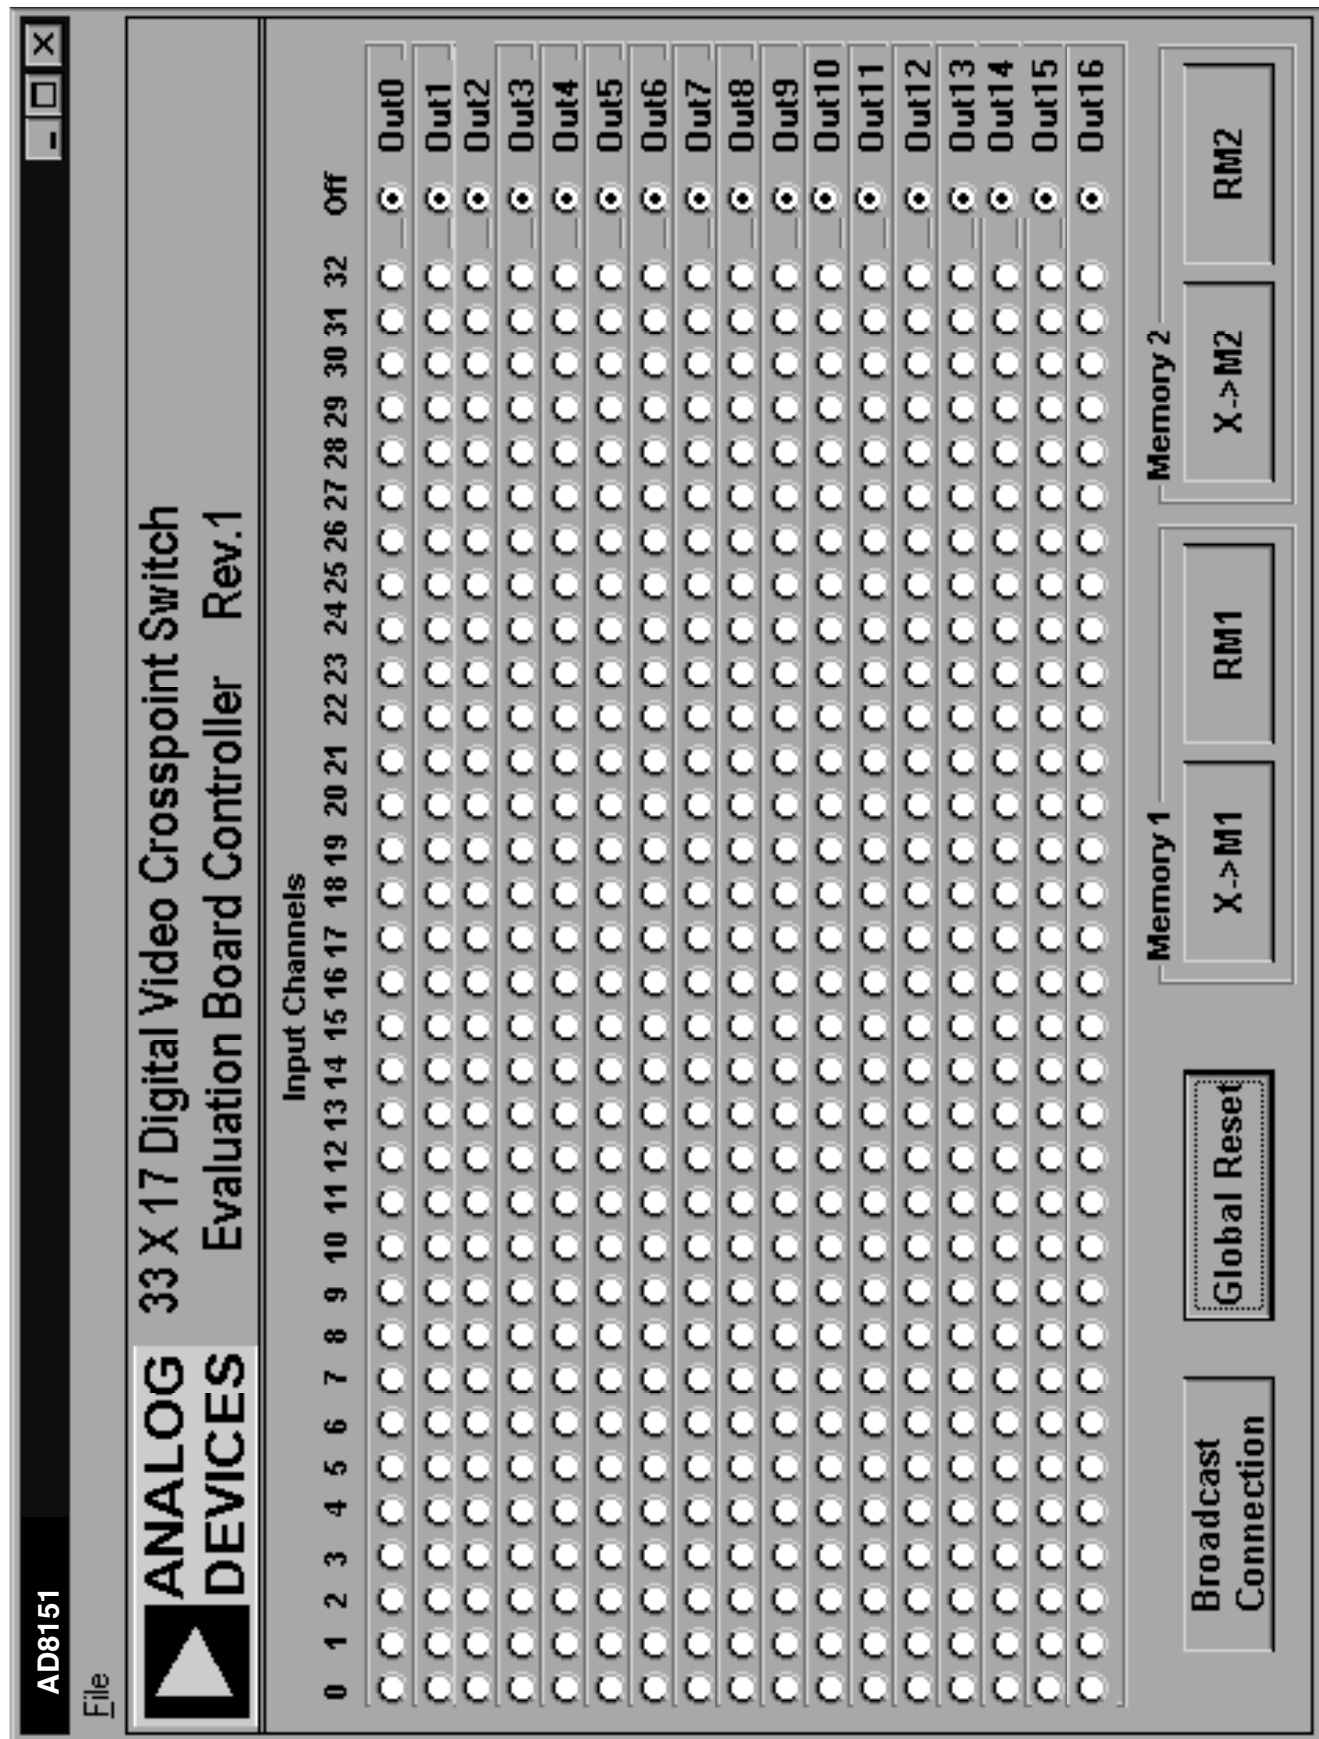 AD8151
File
ANALOG
DEVICES
33 X 17 Digital Video Crosspoint Switch
Evaluation Board Controller Rev.1
Input Channels
0 1 2 3 4 5 6 7 8 9 10 11 12 13 14 15 16 17 18 19 20 21 22 23 24 25 26 27 28 29 30 31 32 Off
Out0
Out1
Out2
Out3
Out4
Out5
Out6
Out7
Out8
Out9
Out10
Out11
Out12
Out13
Out14
Out15
Out16
Broadcast
Connection
Global Reset
Memory 1
X->M1
RM1
Memory 2
X->M2
RM2